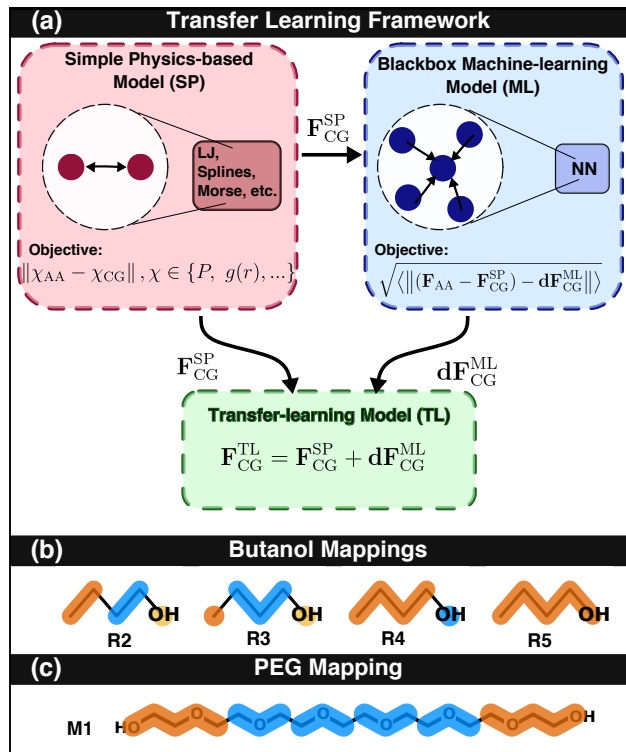 (a) Transfer Learning Framework
Simple Physics-based
Model (SP)
LJ,
Splines,
Morse, etc.
Objective:
‖χ_AA − χ_CG‖, χ ∈ {P, g(r), ...}
F_CG^SP
Blackbox Machine-learning
Model (ML)
NN
Objective:
√⟨‖(F_AA − F_CG^SP) − dF_CG^ML‖⟩
F_CG^SP
dF_CG^ML
Transfer-learning Model (TL)
F_CG^TL = F_CG^SP + dF_CG^ML
(b) Butanol Mappings
OH OH OH OH
R2 R3 R4 R5
(c) PEG Mapping
M1 HO O O O O O O OH